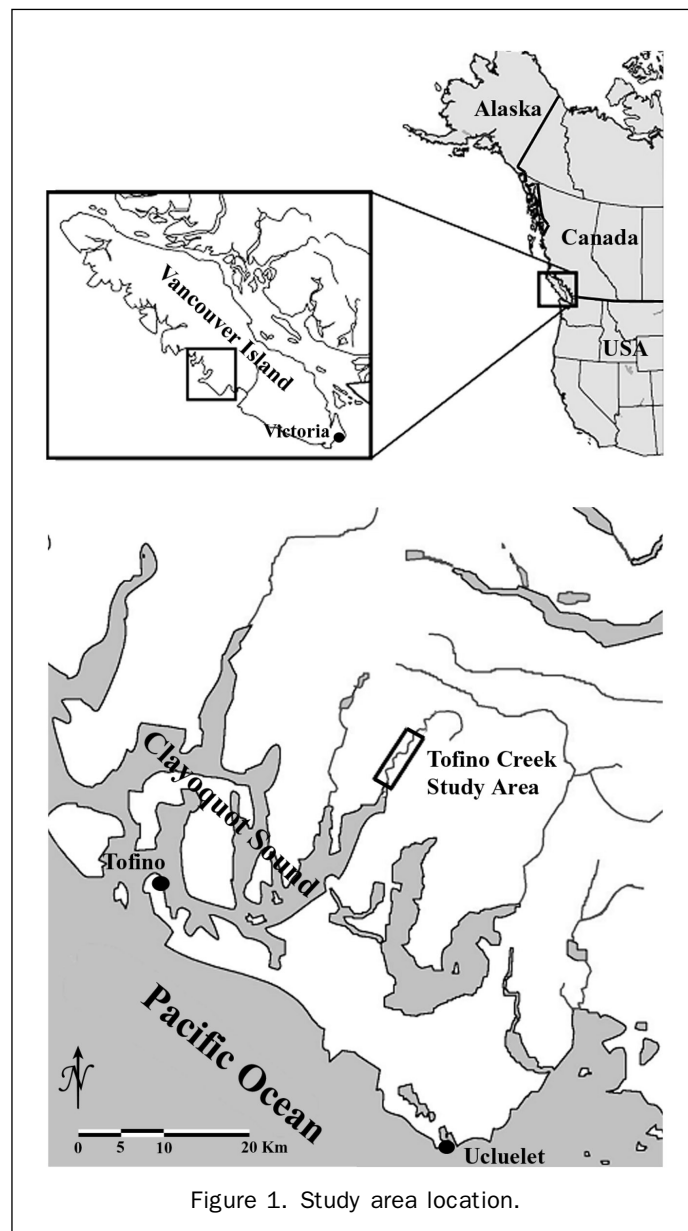 Alaska
Canada
USA
Vancouver Island
Victoria
Clayoquot Sound
Tofino Creek
Study Area
Tofino
Pacific Ocean
N
0 5 10 20 Km
Ucluelet
Figure 1. Study area location.